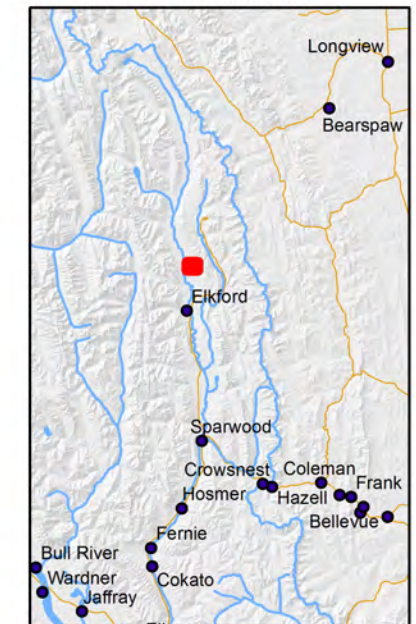 Longview
Bearspaw
Elkford
Sparwood
Crowsnest
Coleman
Frank
Hosmer
Hazell
Bellevue
Fernie
Bull River
Cokato
Wardner
Jaffray